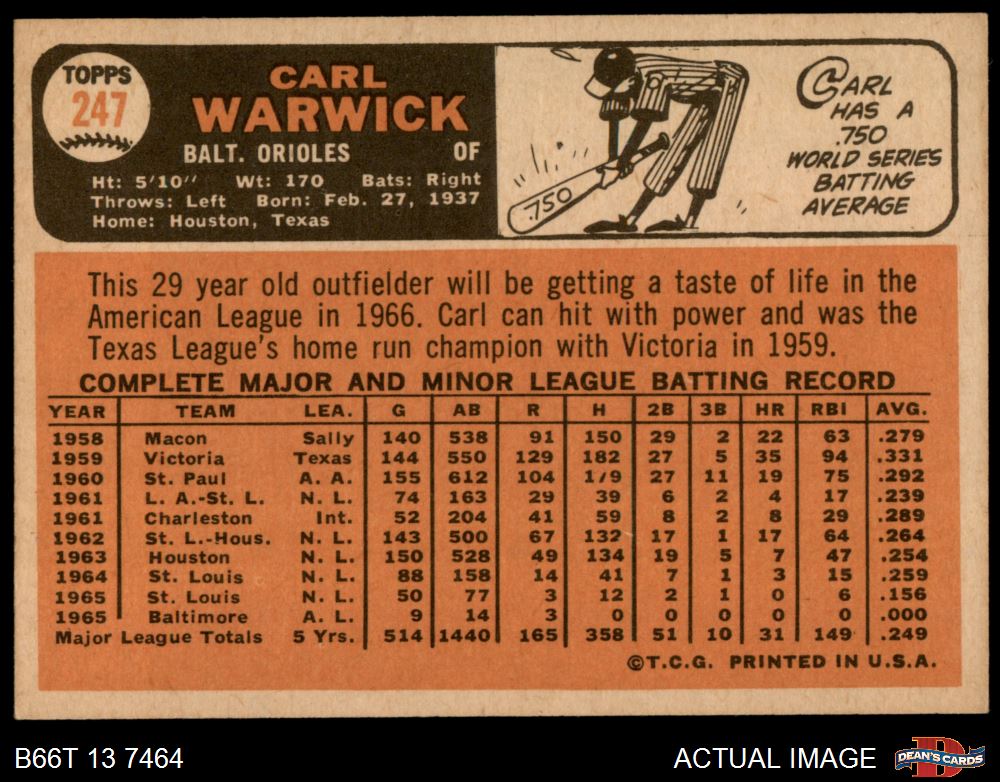 TOPPS
247
CARL
WARWICK
BALT. ORIOLES OF
Ht: 5'10" Wt: 170 Bats: Right
Throws: Left Born: Feb. 27, 1937
Home: Houston, Texas
.750
CARL
HAS A
.750
WORLD SERIES
BATTING
AVERAGE
This 29 year old outfielder will be getting a taste of life in the
American League in 1966. Carl can hit with power and was the
Texas League's home run champion with Victoria in 1959.
COMPLETE MAJOR AND MINOR LEAGUE BATTING RECORD
YEAR TEAM LEA. G AB R H 2B 3B HR RBI AVG.
1958 Macon Sally 140 538 91 150 29 2 22 63 .279
1959 Victoria Texas 144 550 129 182 27 5 35 94 .331
1960 St. Paul A. A. 155 612 104 1/9 27 11 19 75 .292
1961 L. A.-St. L. N. L. 74 163 29 39 6 2 4 17 .239
1961 Charleston Int. 52 204 41 59 8 2 8 29 .289
1962 St. L.-Hous. N. L. 143 500 67 132 17 1 17 64 .264
1963 Houston N. L. 150 528 49 134 19 5 7 47 .254
1964 St. Louis N. L. 88 158 14 41 7 1 3 15 .259
1965 St. Louis N. L. 50 77 3 12 2 1 0 6 .156
1965 Baltimore A. L. 9 14 3 0 0 0 0 0 .000
Major League Totals 5 Yrs. 514 1440 165 358 51 10 31 149 .249
©T.C.G. PRINTED IN U.S.A.
B66T 13 7464
ACTUAL IMAGE
D
DEAN'S CARDS